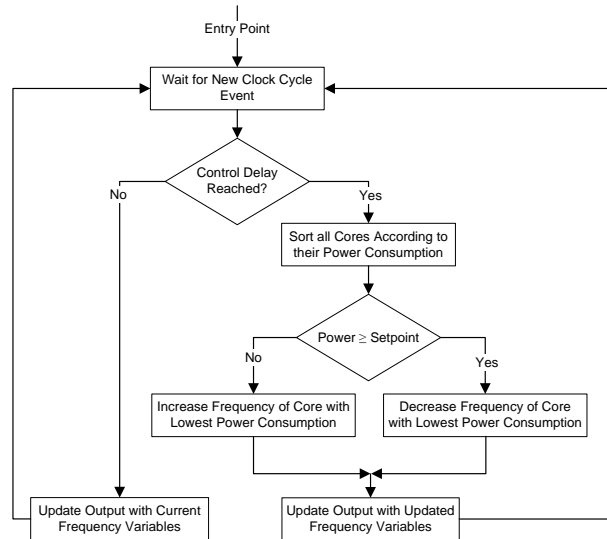 Entry Point
Wait for New Clock Cycle
Event
Control Delay
Reached?
No
Yes
Sort all Cores According to
their Power Consumption
Power ≥ Setpoint
No
Yes
Increase Frequency of Core with
Lowest Power Consumption
Decrease Frequency of Core
with Lowest Power Consumption
Update Output with Current
Frequency Variables
Update Output with Updated
Frequency Variables